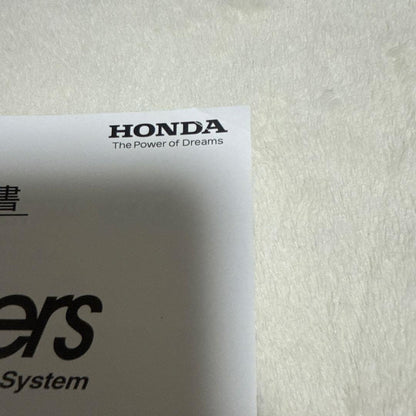 HONDA
The Power of Dreams
書
ers
System